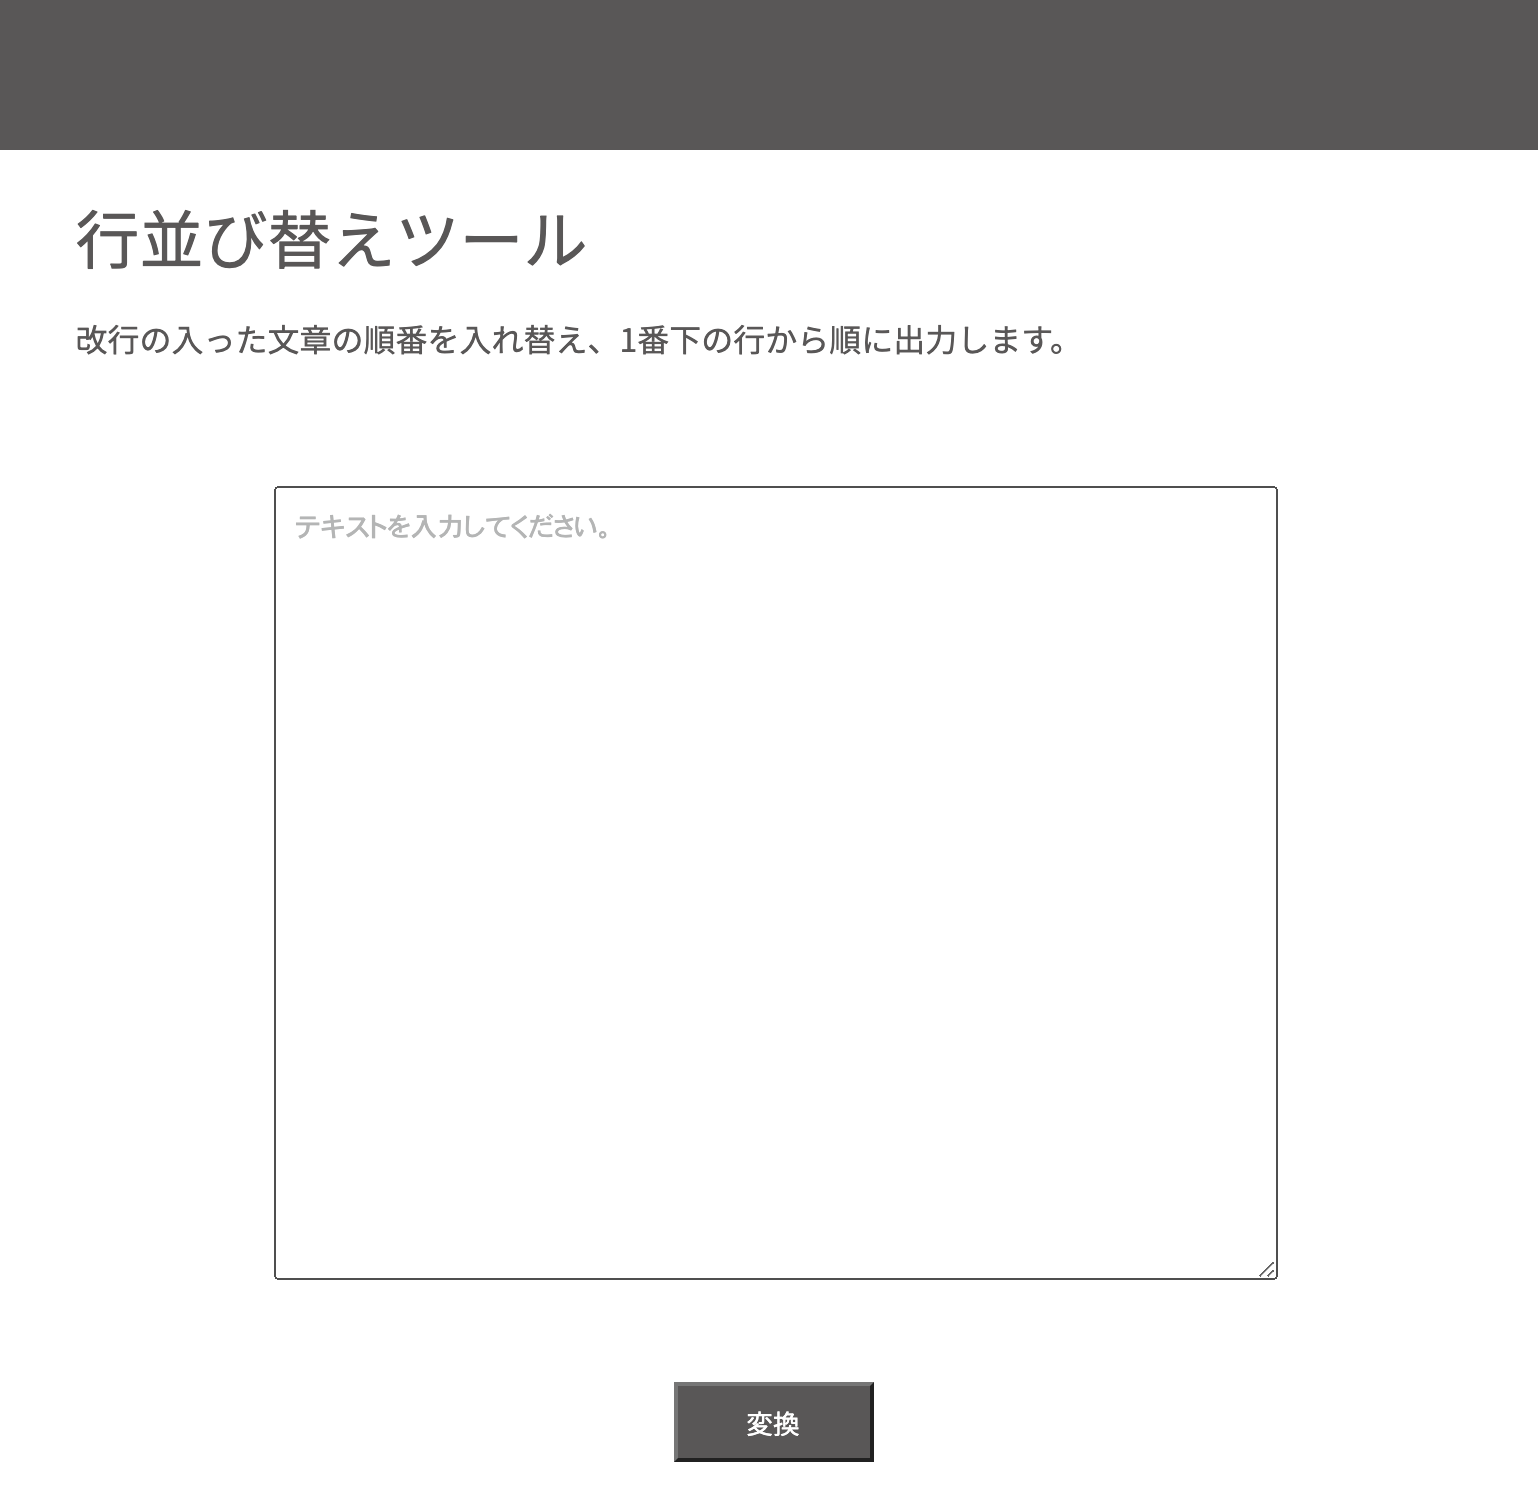 行並び替えツール
改行の入った文章の順番を入れ替え、1番下の行から順に出力します。
テキストを入力してください。
変換